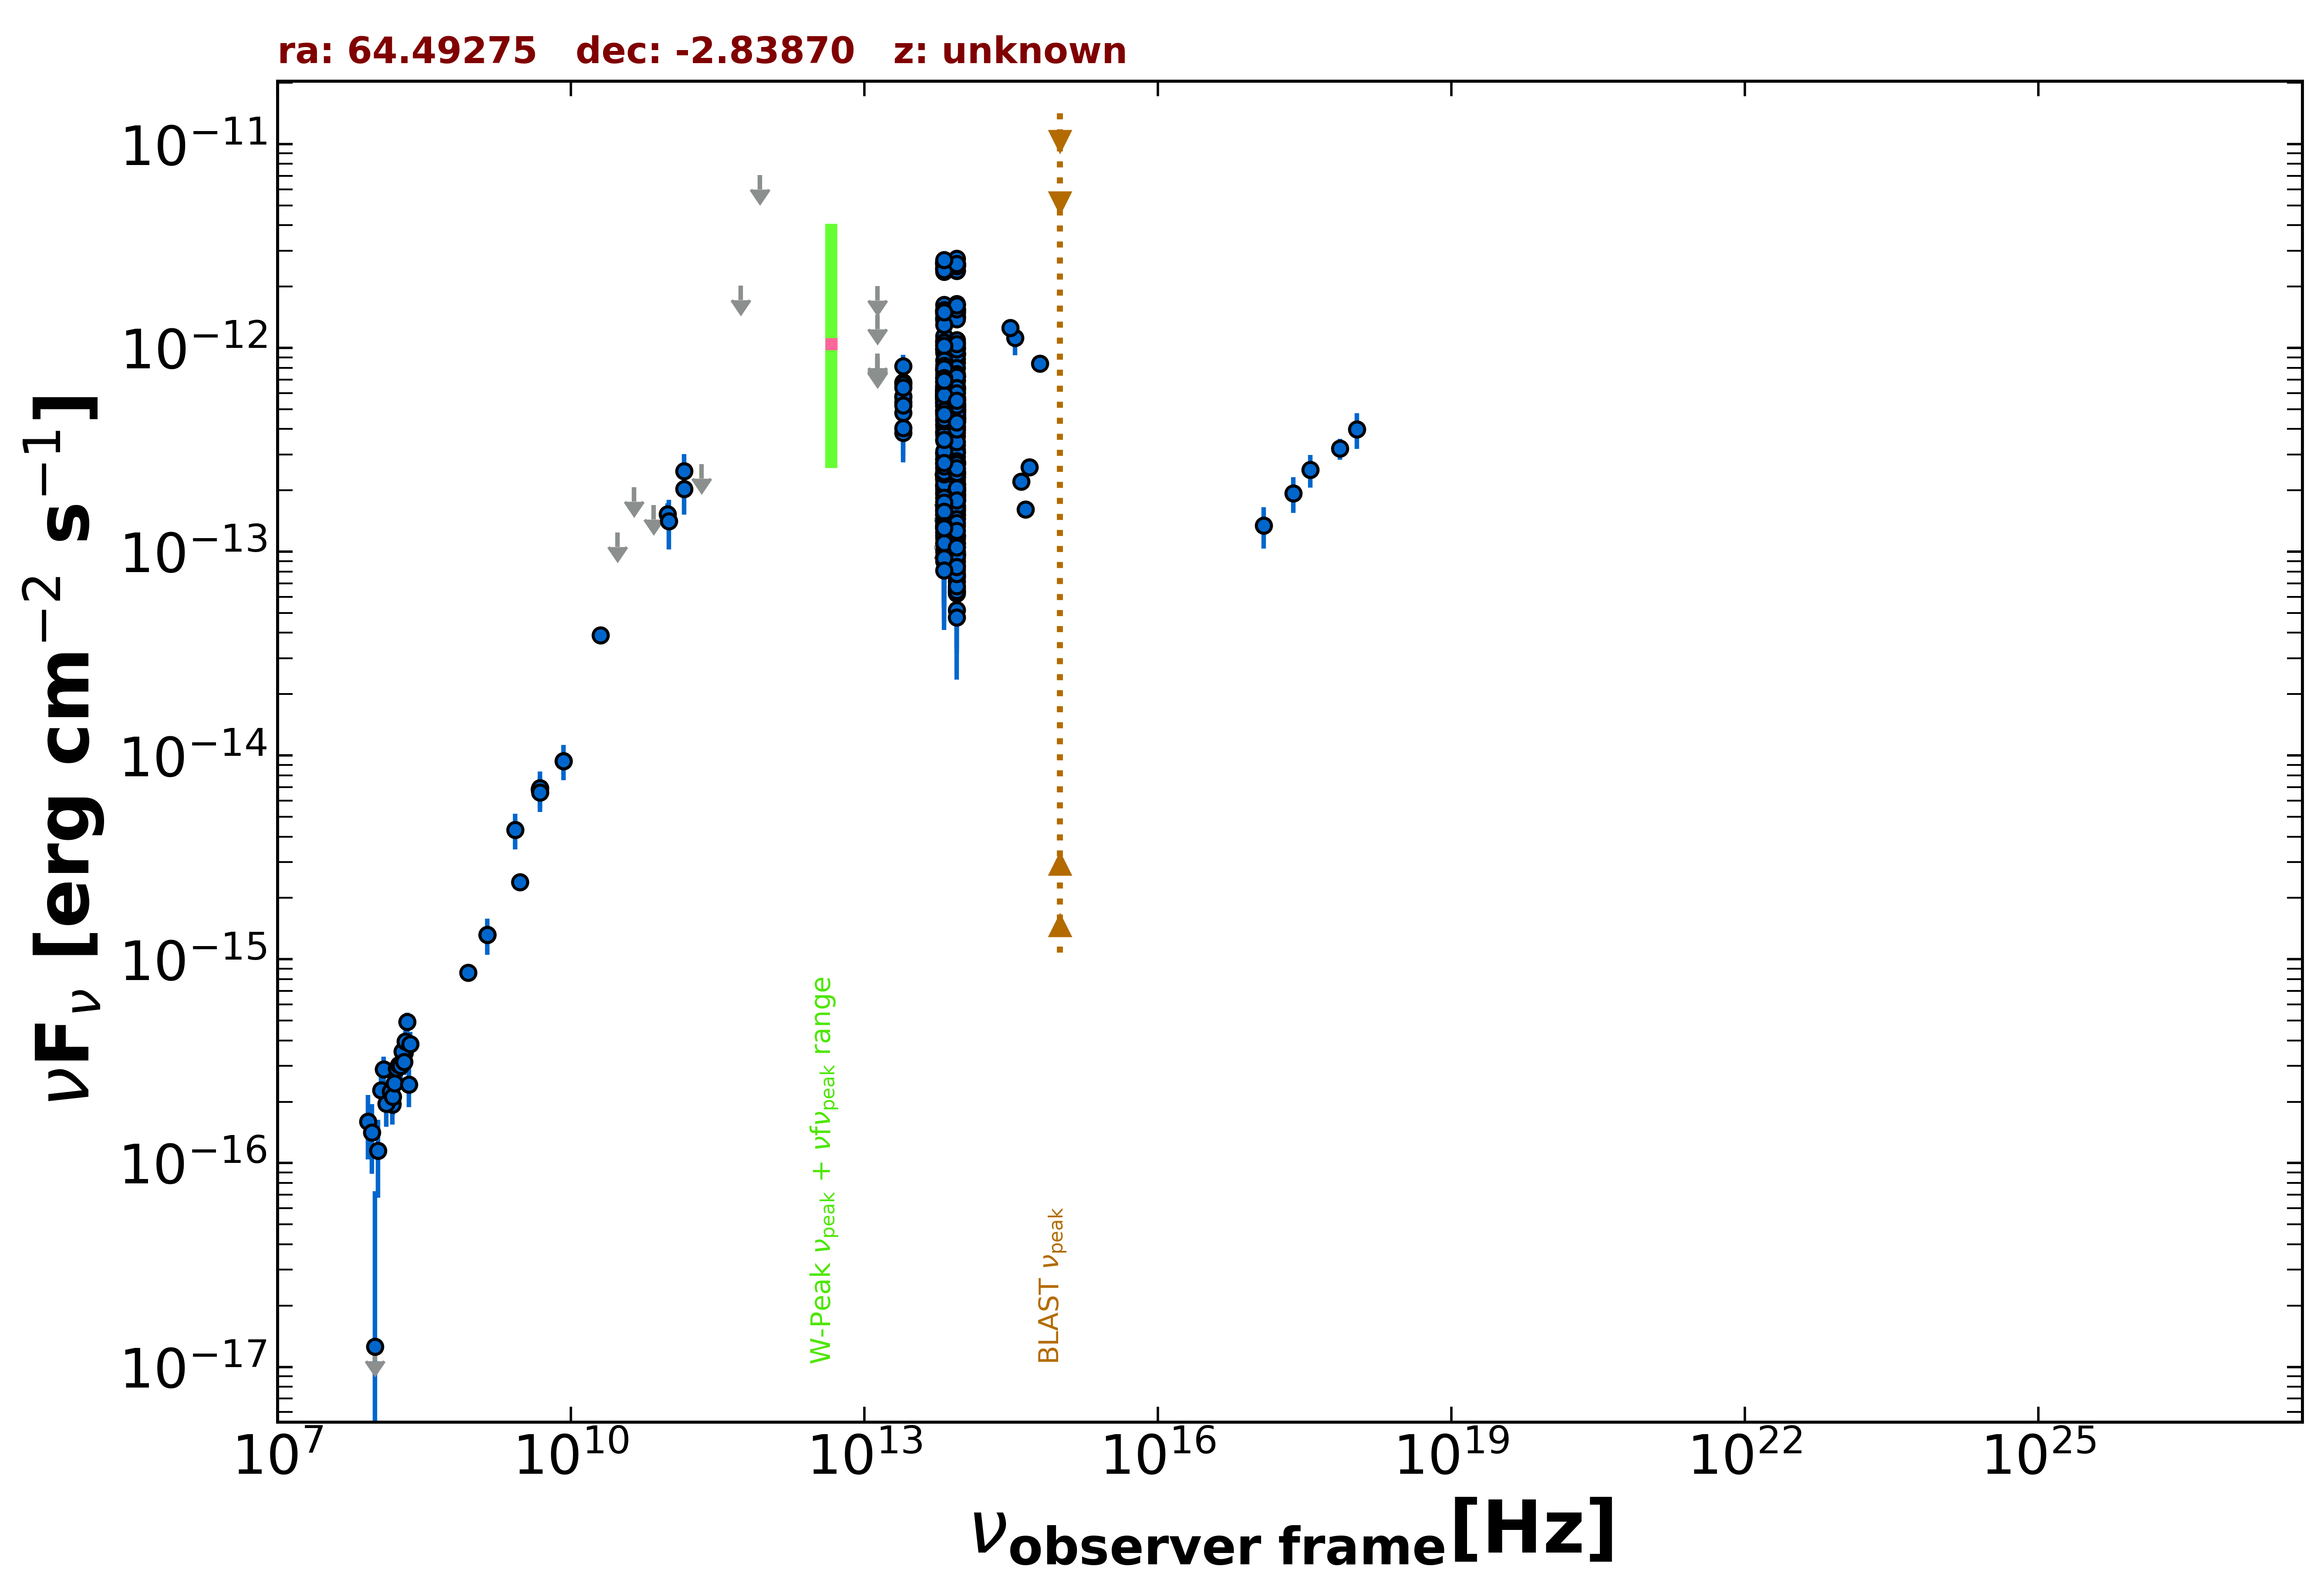 ra: 64.49275   dec: -2.83870   z: unknown
10⁻¹¹
10⁻¹²
10⁻¹³
10⁻¹⁴
10⁻¹⁵
10⁻¹⁶
10⁻¹⁷
νFν [erg cm⁻² s⁻¹]
W-Peak νpeak + νfνpeak range
BLAST νpeak
10⁷ 10¹⁰ 10¹³ 10¹⁶ 10¹⁹ 10²² 10²⁵
νobserver frame[Hz]